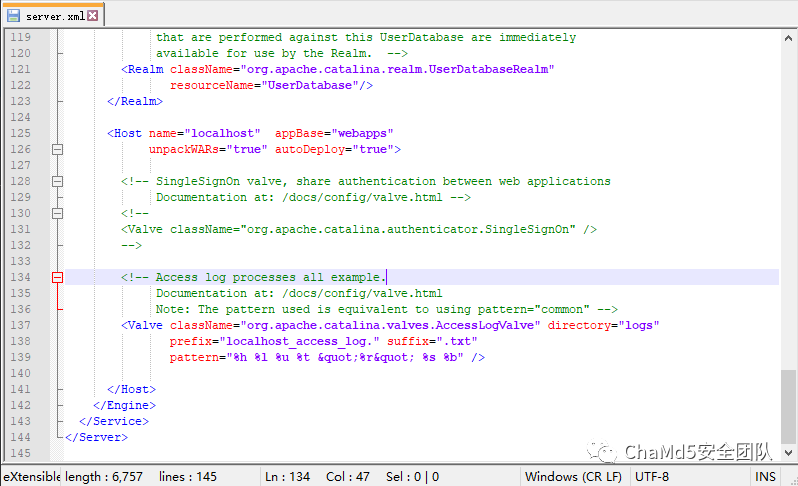 server.xml
119 that are performed against this UserDatabase are immediately
120 available for use by the Realm. -->
121 <Realm className="org.apache.catalina.realm.UserDatabaseRealm"
122 resourceName="UserDatabase"/>
123 </Realm>
124
125 <Host name="localhost" appBase="webapps"
126 unpackWARs="true" autoDeploy="true">
127
128 <!-- SingleSignOn valve, share authentication between web applications
129 Documentation at: /docs/config/valve.html -->
130 <!--
131 <Valve className="org.apache.catalina.authenticator.SingleSignOn" />
132 -->
133
134 <!-- Access log processes all example.
135 Documentation at: /docs/config/valve.html
136 Note: The pattern used is equivalent to using pattern="common" -->
137 <Valve className="org.apache.catalina.valves.AccessLogValve" directory="logs"
138 prefix="localhost_access_log." suffix=".txt"
139 pattern="%h %l %u %t &quot;%r&quot; %s %b" />
140
141 </Host>
142 </Engine>
143 </Service>
144 </Server>
145
ChaMd5安全团队
eXtensible length : 6,757 lines : 145 Ln : 134 Col : 47 Sel : 0 | 0 Windows (CR LF) UTF-8 INS